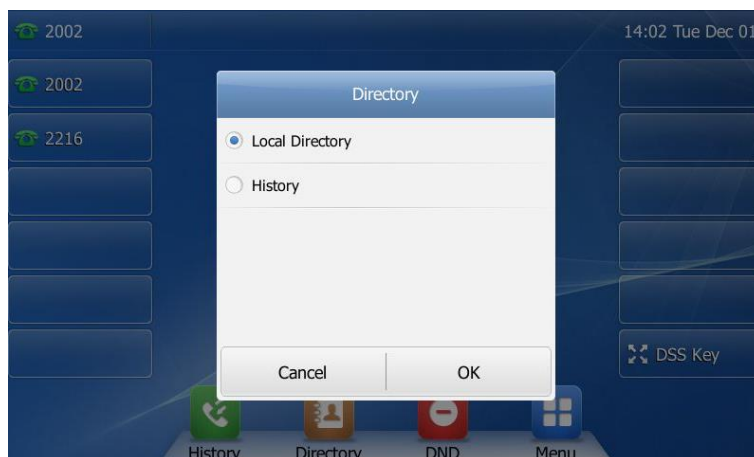 2002
14:02 Tue Dec 01
2002
2216
Directory
Local Directory
History
Cancel
OK
DSS Key
History
Directory
DND
Menu